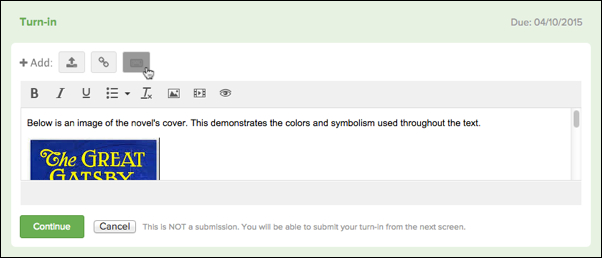 Turn-in
Due: 04/10/2015
Add:
B I U Tx
Below is an image of the novel's cover. This demonstrates the colors and symbolism used throughout the text.
The GREAT
GATSBY
Continue Cancel This is NOT a submission. You will be able to submit your turn-in from the next screen.